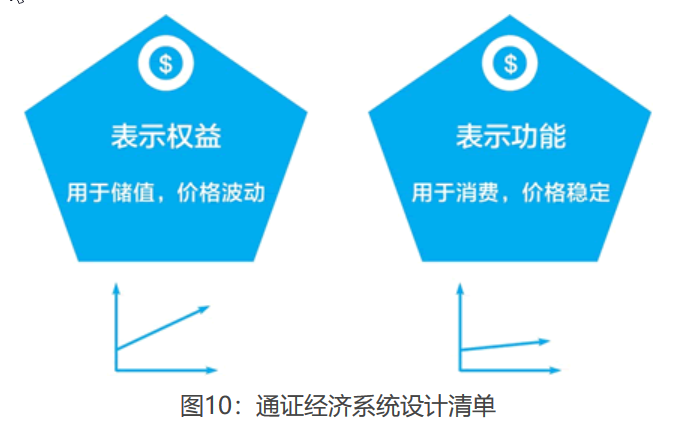 $
表示权益
用于储值，价格波动
$
表示功能
用于消费，价格稳定
图10：通证经济系统设计清单